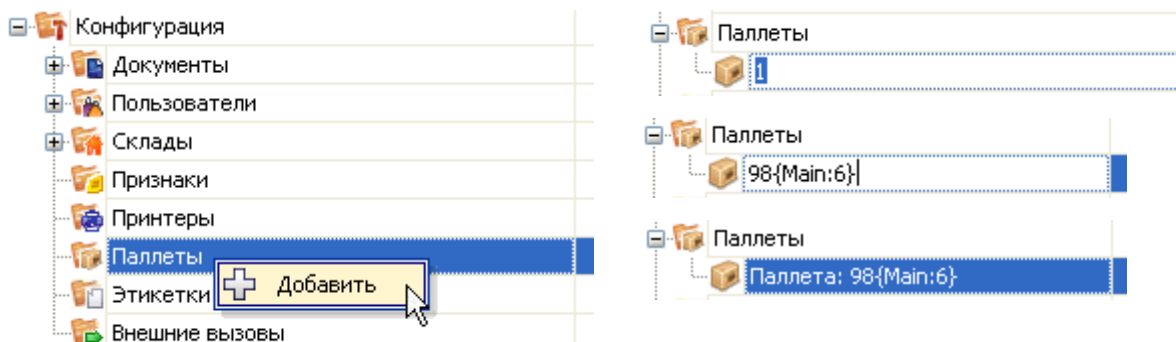 Конфигурация
Документы
Пользователи
Склады
Признаки
Принтеры
Паллеты
Добавить
Этикетки
Внешние вызовы
Паллеты
1
Паллеты
98{Main:6}
Паллеты
Паллета: 98{Main:6}